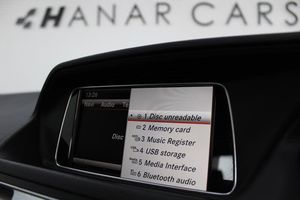 HANAR CARS
13:26
Navi Audio Te
1 Disc unreadable
Disc
2 Memory card
3 Music Register
4 USB storage
5 Media Interface
6 Bluetooth audio